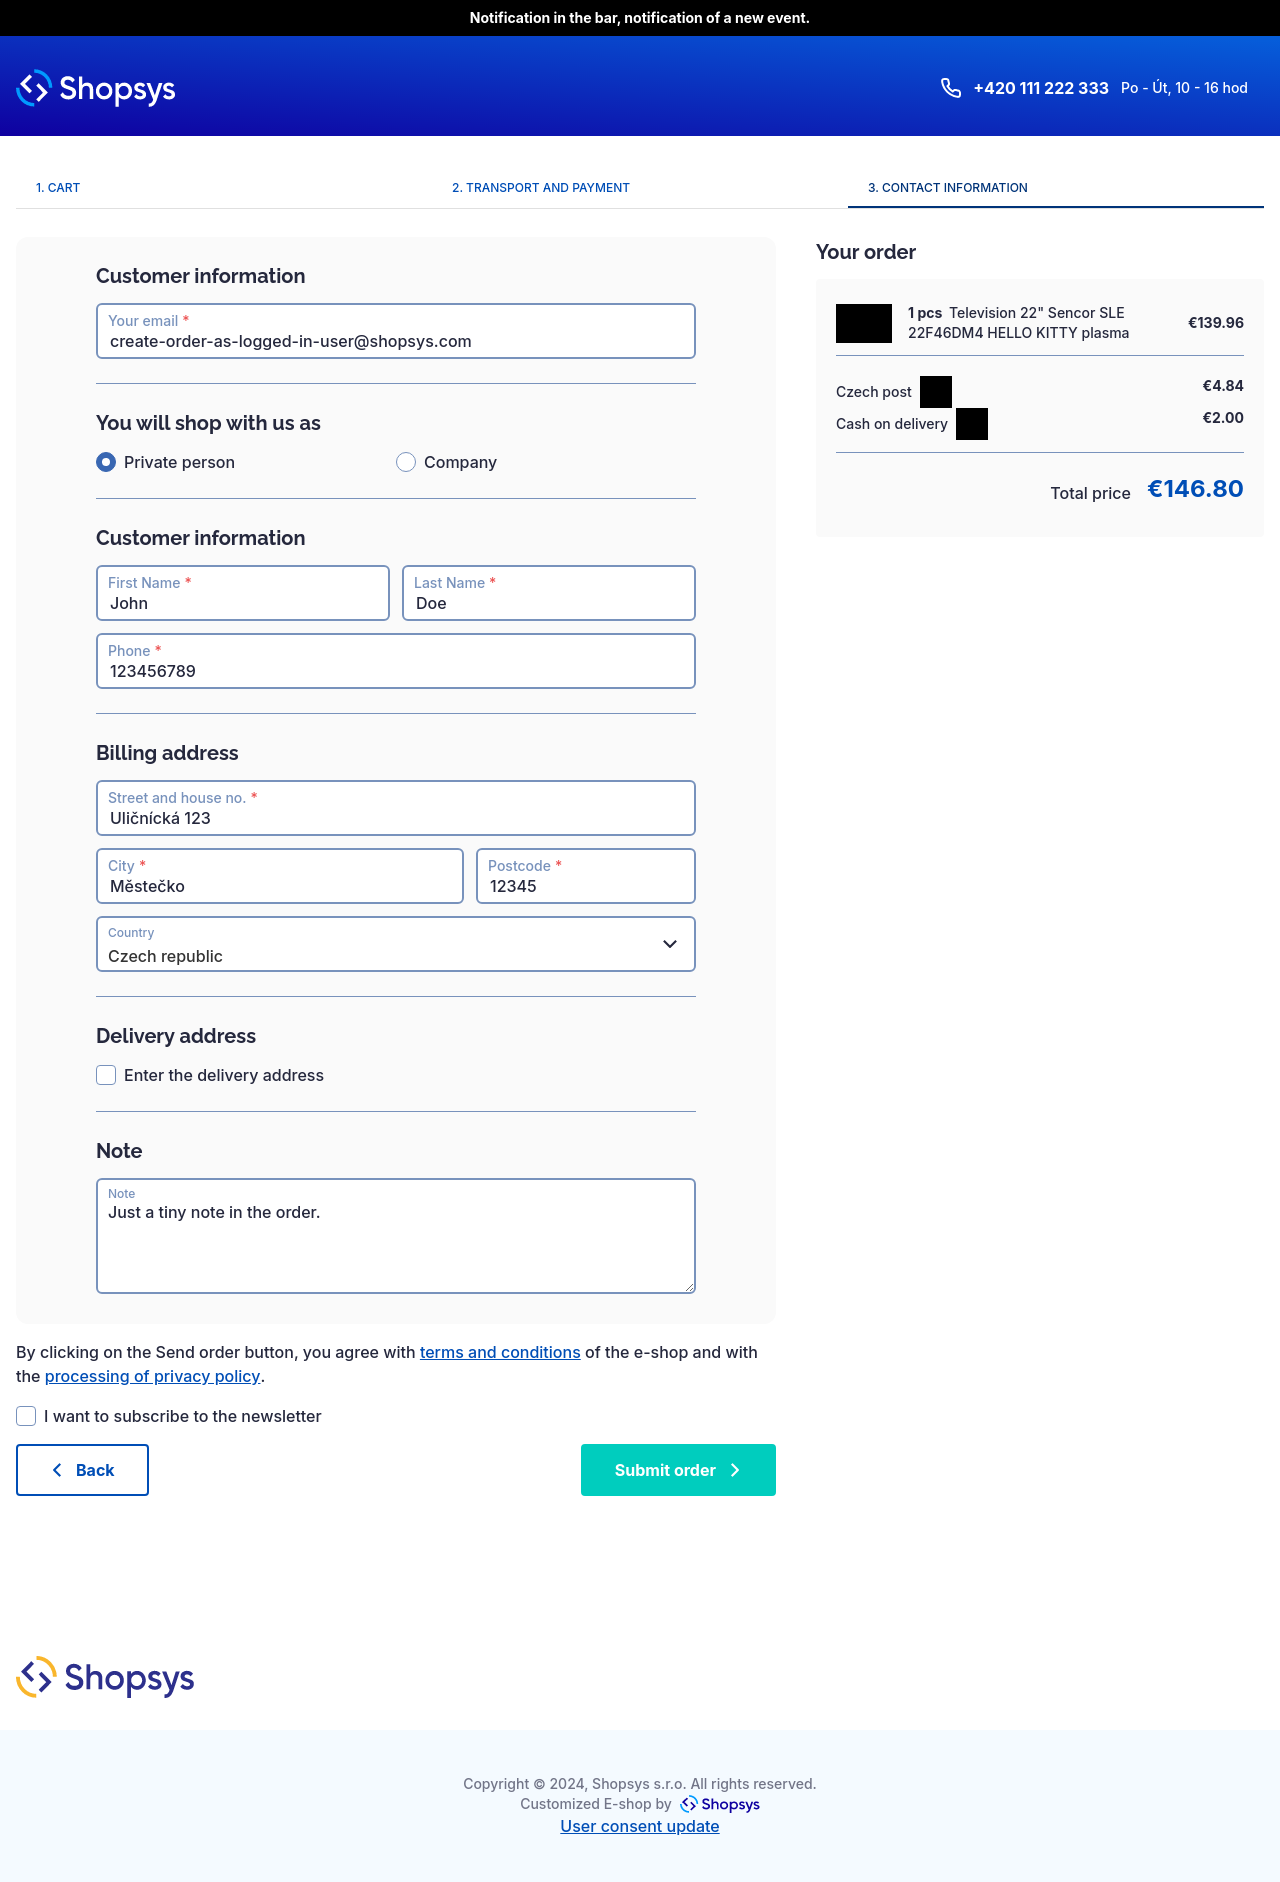 Notification in the bar, notification of a new event.
Shopsys
+420 111 222 333 Po - Út, 10 - 16 hod
1. CART
2. TRANSPORT AND PAYMENT
3. CONTACT INFORMATION
Customer information
Your email *
create-order-as-logged-in-user@shopsys.com
You will shop with us as
Private person
Company
Customer information
First Name *
John
Last Name *
Doe
Phone *
123456789
Billing address
Street and house no. *
Uličnícká 123
City *
Městečko
Postcode *
12345
Country
Czech republic
Delivery address
Enter the delivery address
Note
Note
Just a tiny note in the order.
By clicking on the Send order button, you agree with terms and conditions of the e-shop and with
the processing of privacy policy.
I want to subscribe to the newsletter
Back
Submit order
Your order
1 pcs Television 22" Sencor SLE
22F46DM4 HELLO KITTY plasma
€139.96
Czech post
€4.84
Cash on delivery
€2.00
Total price €146.80
Shopsys
Copyright © 2024, Shopsys s.r.o. All rights reserved.
Customized E-shop by Shopsys
User consent update